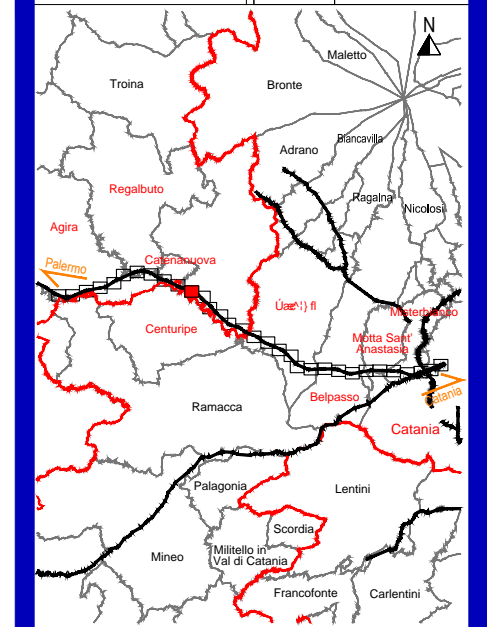 N
Maletto
Troina
Bronte
Biancavilla
Adrano
Regalbuto
Ragalna
Nicolosi
Agira
Catenanuova
Palermo
Misterbianco
Centuripe
Motta Sant'
Anastasia
Belpasso
atania
Ramacca
Catania
Palagonia
Lentini
Scordia
Mineo
Militello in
Val di Catania
Francofonte
Carlentini